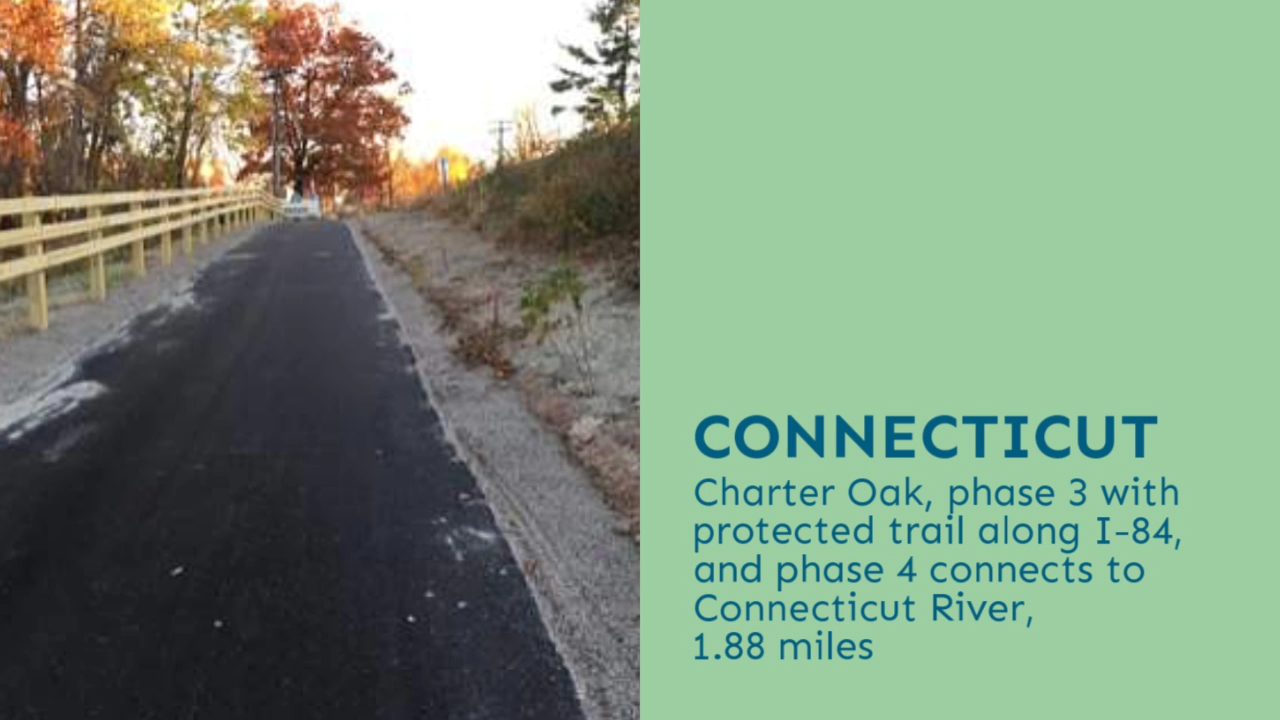 CONNECTICUT
Charter Oak, phase 3 with
protected trail along I-84,
and phase 4 connects to
Connecticut River,
1.88 miles